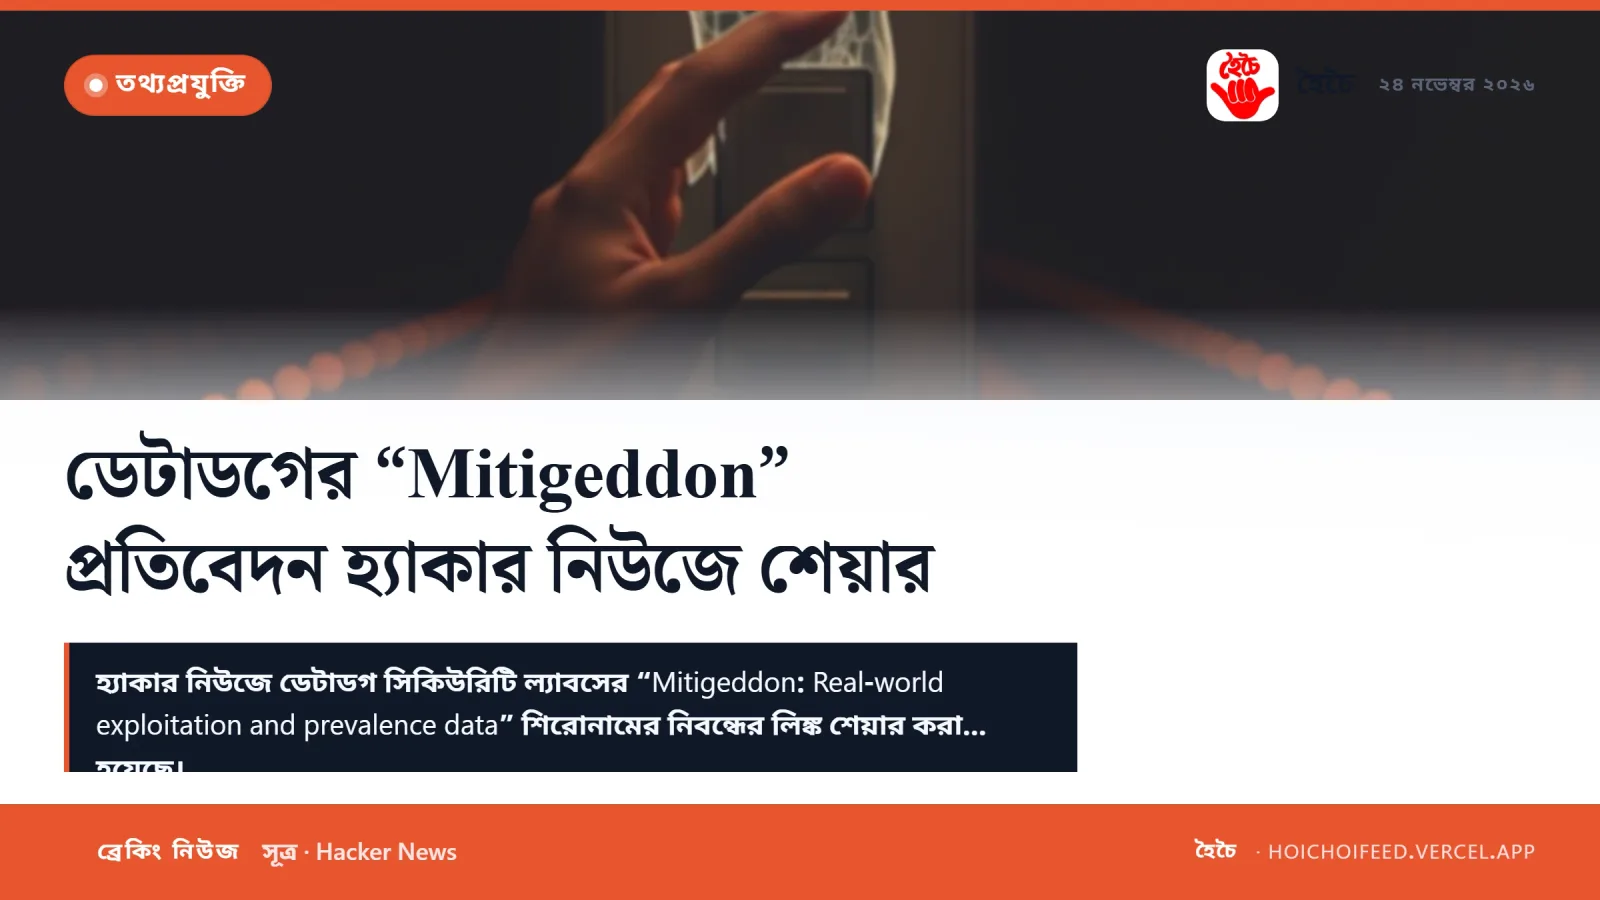 তথ্যপ্রযুক্তি
হৈচৈ
হৈচৈ ২৪ নভেম্বর ২০২৬
ডেটাডগের “Mitigeddon”
প্রতিবেদন হ্যাকার নিউজে শেয়ার
হ্যাকার নিউজে ডেটাডগ সিকিউরিটি ল্যাবসের “Mitigeddon: Real-world
exploitation and prevalence data” শিরোনামের নিবন্ধের লিঙ্ক শেয়ার করা...
হয়েছে।
ব্রেকিং নিউজ সূত্র · Hacker News
হৈচৈ · HOICHOIFEED.VERCEL.APP